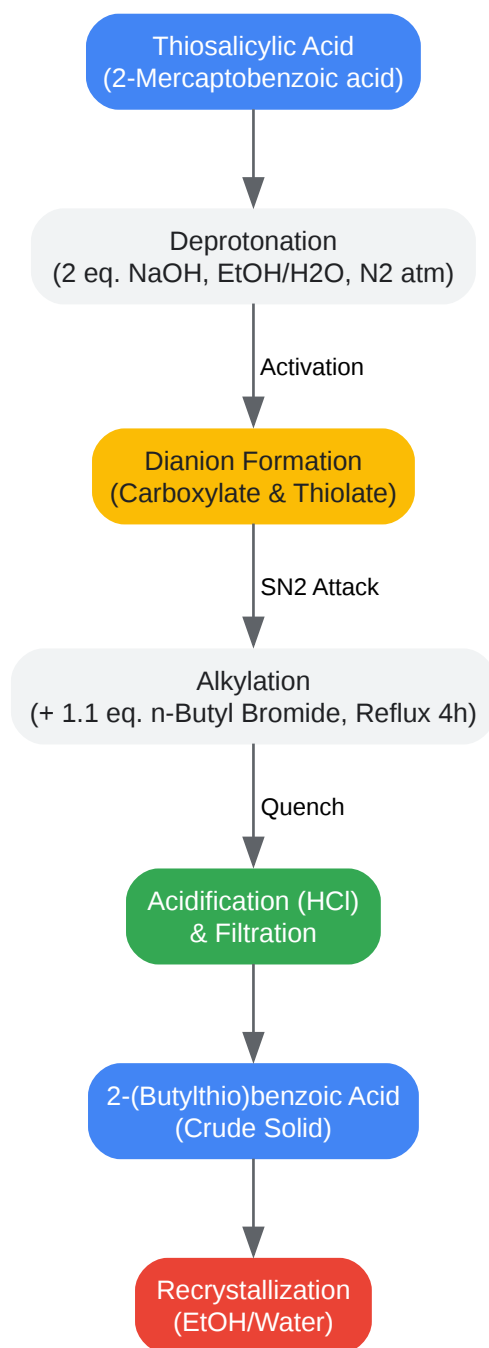 Thiosalicylic Acid
(2-Mercaptobenzoic acid)
Deprotonation
(2 eq. NaOH, EtOH/H2O, N2 atm)
Activation
Dianion Formation
(Carboxylate & Thiolate)
SN2 Attack
Alkylation
(+ 1.1 eq. n-Butyl Bromide, Reflux 4h)
Quench
Acidification (HCl)
& Filtration
2-(Butylthio)benzoic Acid
(Crude Solid)
Recrystallization
(EtOH/Water)